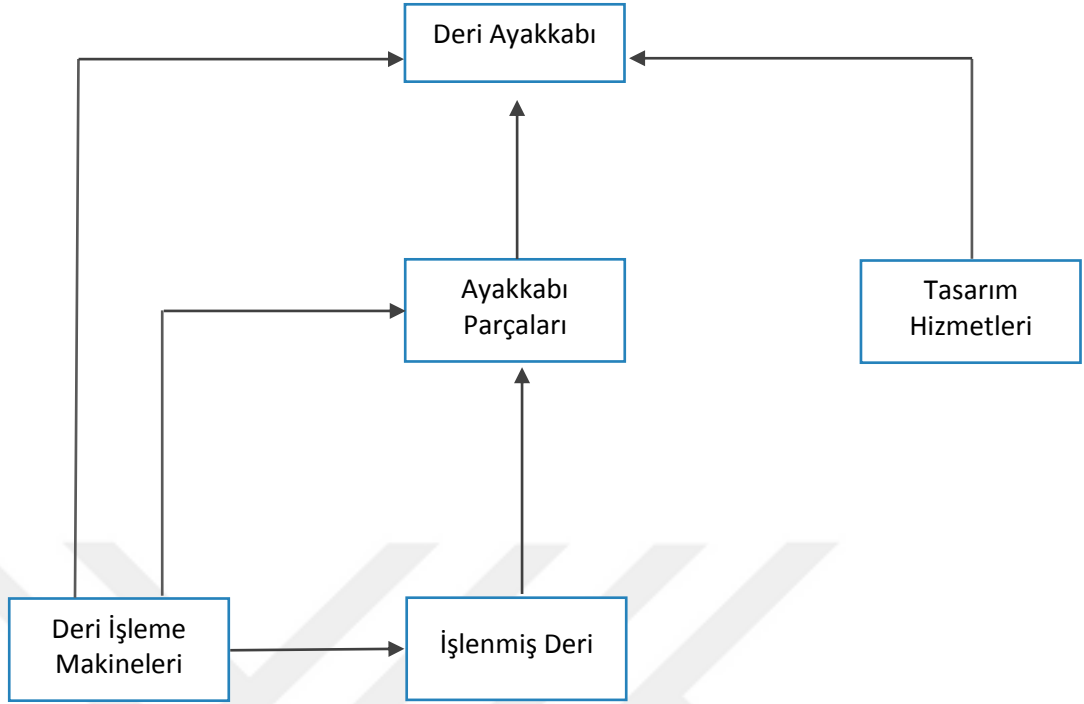 Deri Ayakkabı
Ayakkabı
Parçaları
Tasarım
Hizmetleri
Deri İşleme
Makineleri
İşlenmiş Deri